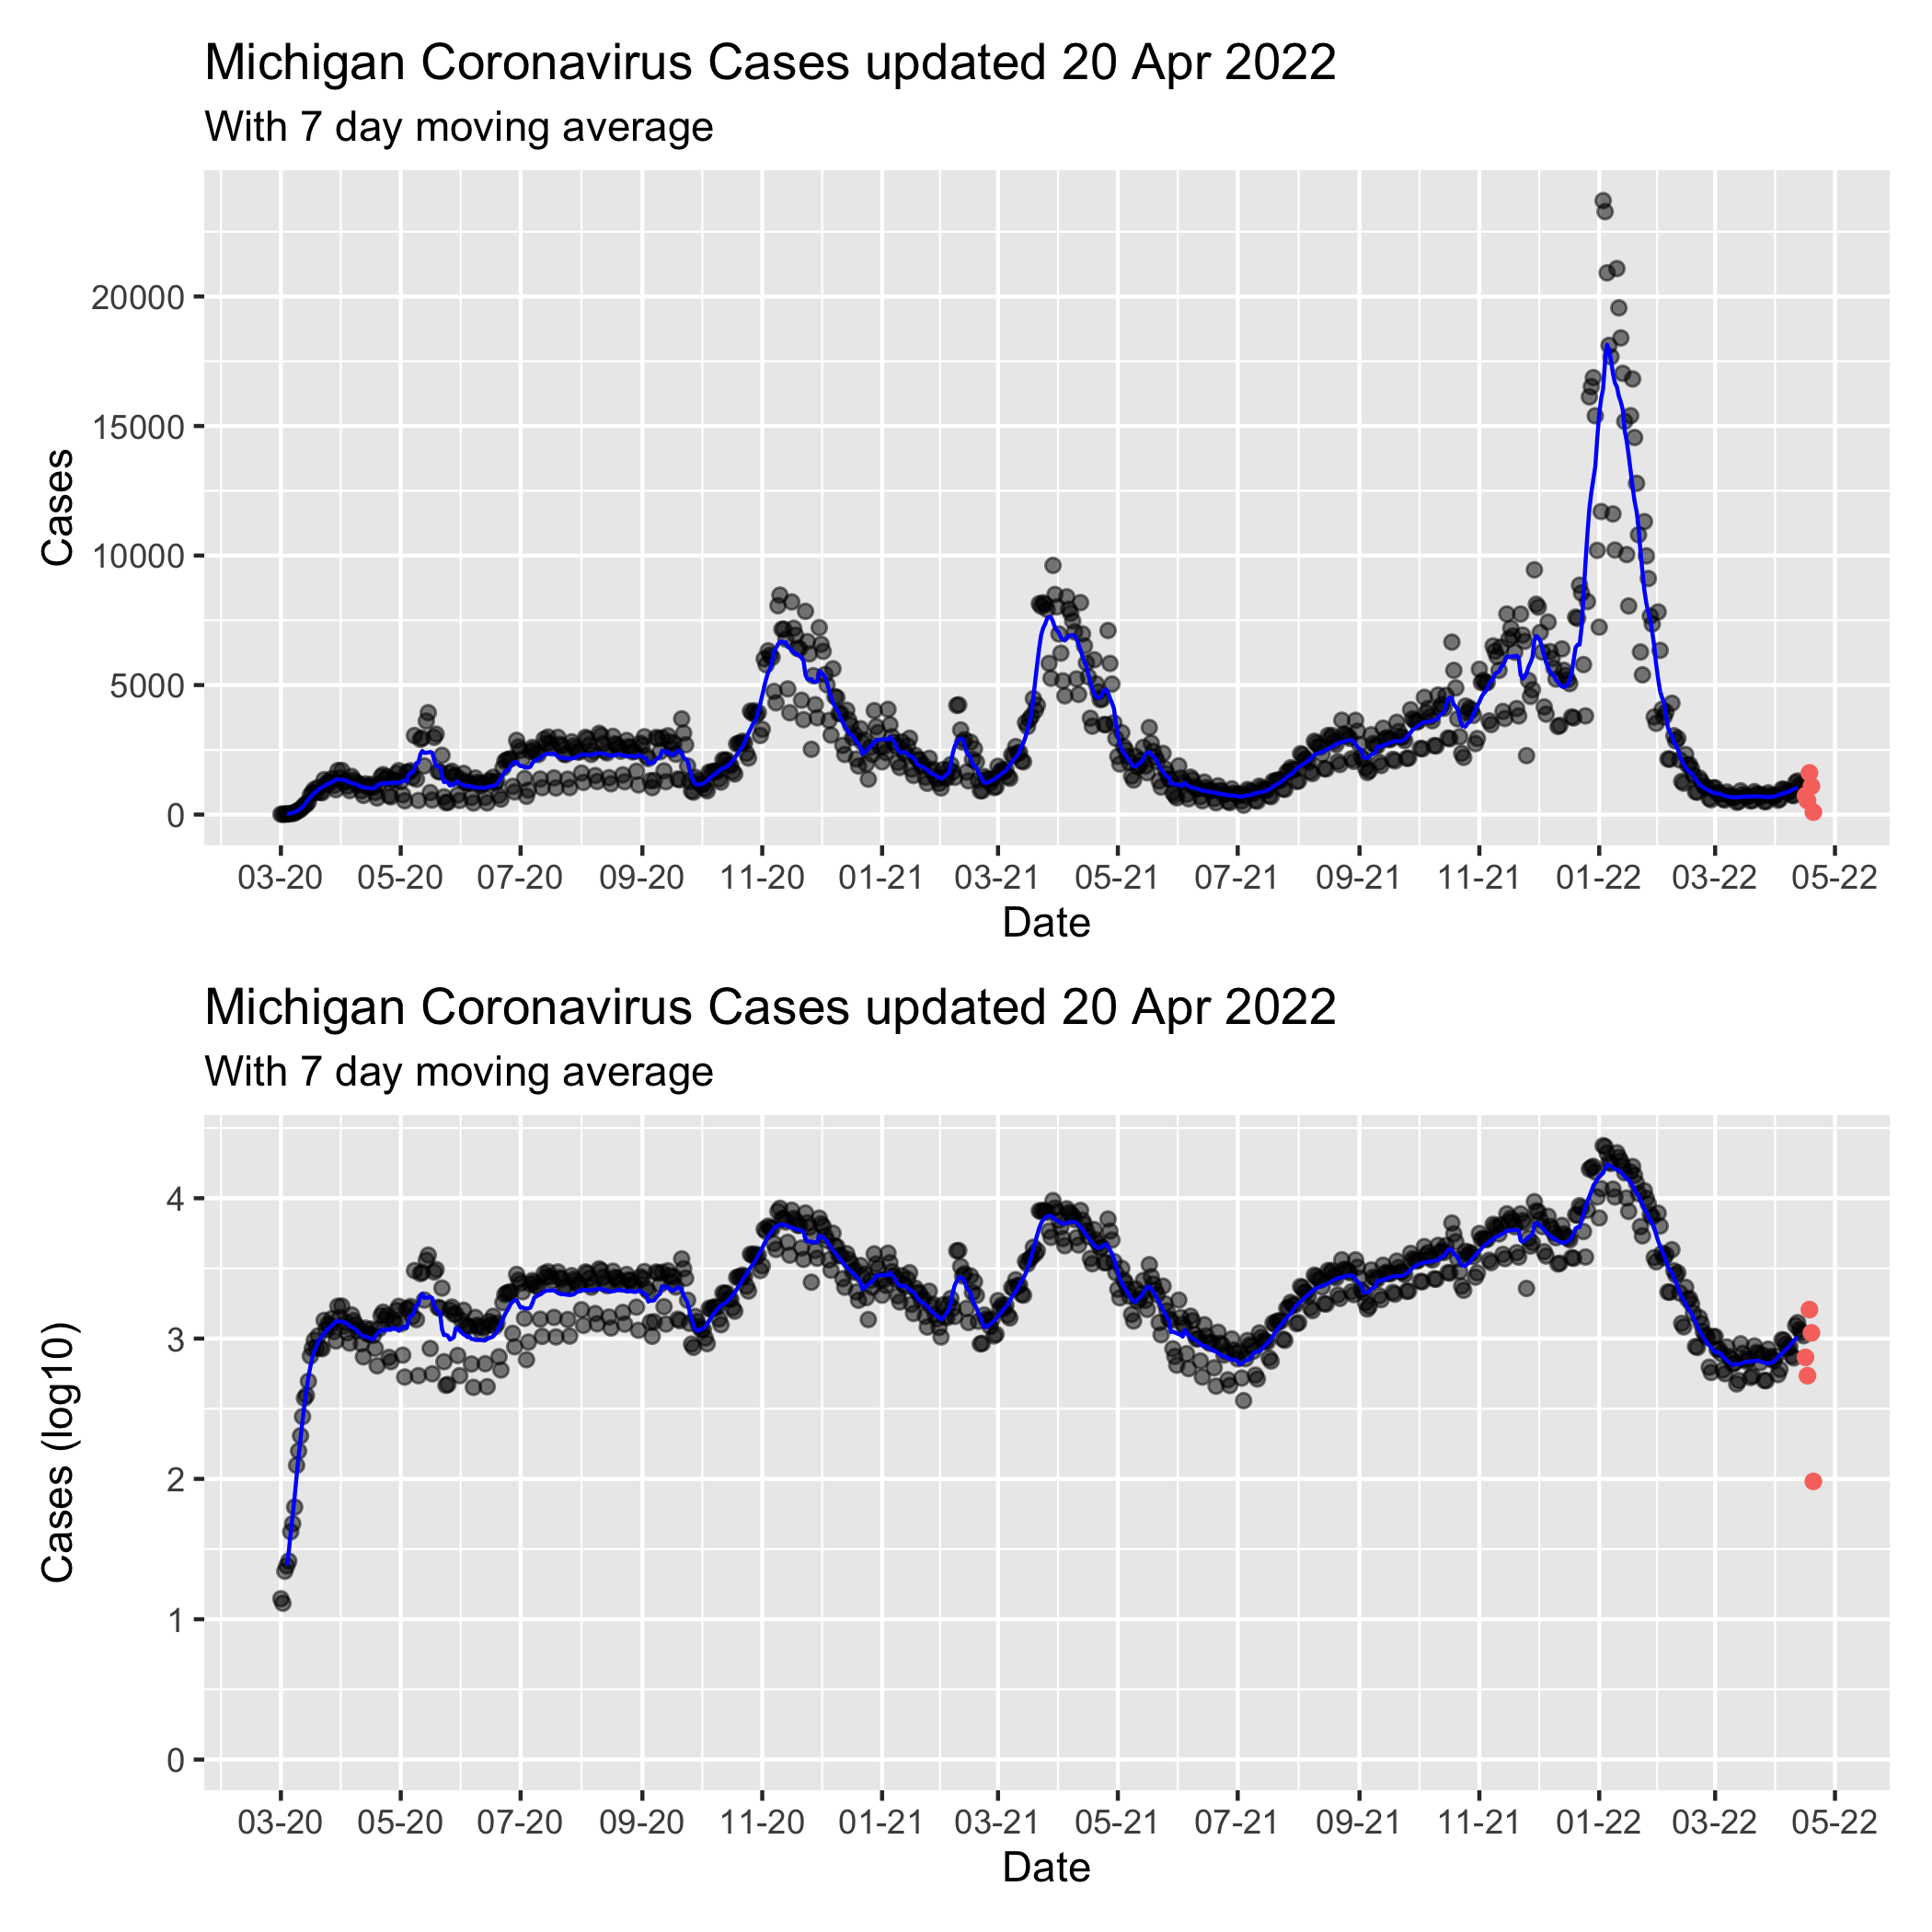 Michigan Coronavirus Cases updated 20 Apr 2022
With 7 day moving average
Cases
20000
15000
10000
5000
0
03-20 05-20 07-20 09-20 11-20 01-21 03-21 05-21 07-21 09-21 11-21 01-22 03-22 05-22
Date
Michigan Coronavirus Cases updated 20 Apr 2022
With 7 day moving average
Cases (log10)
4
3
2
1
0
03-20 05-20 07-20 09-20 11-20 01-21 03-21 05-21 07-21 09-21 11-21 01-22 03-22 05-22
Date